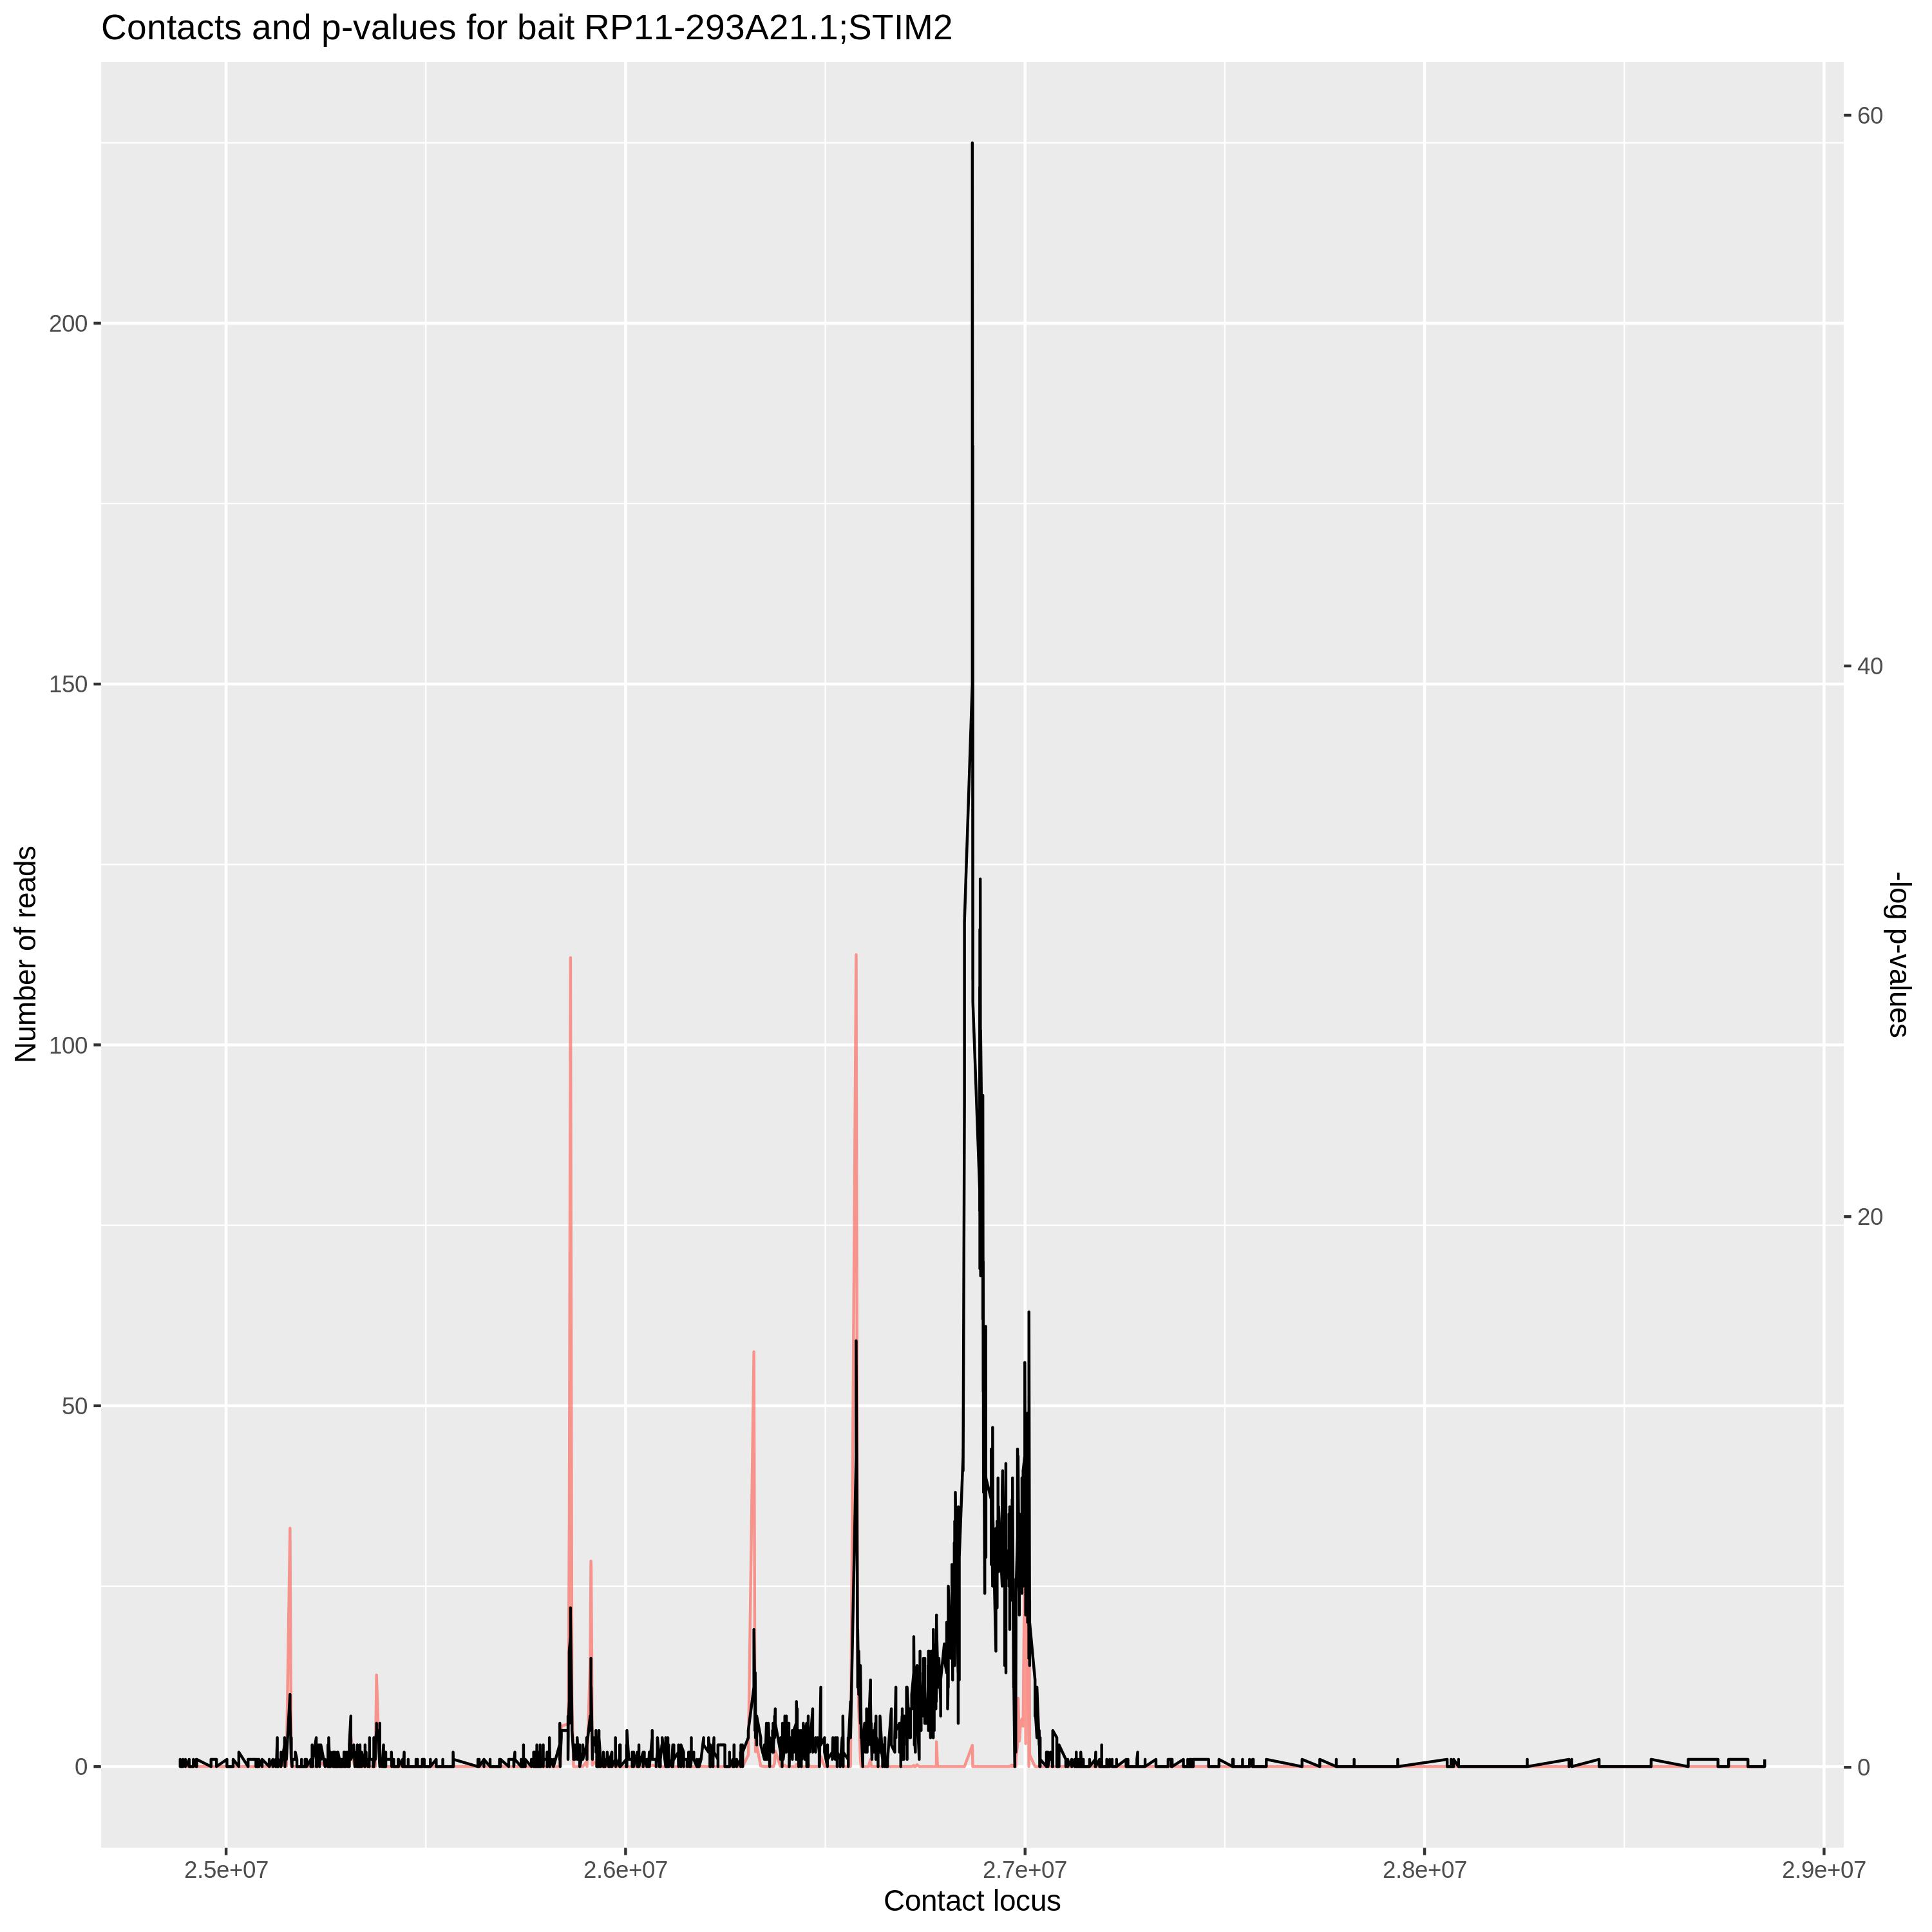 Contacts and p-values for bait RP11-293A21.1;STIM2
Number of reads
200
150
100
50
0
60
40
20
0
-log p-values
2.5e+07
2.6e+07
2.7e+07
2.8e+07
2.9e+07
Contact locus